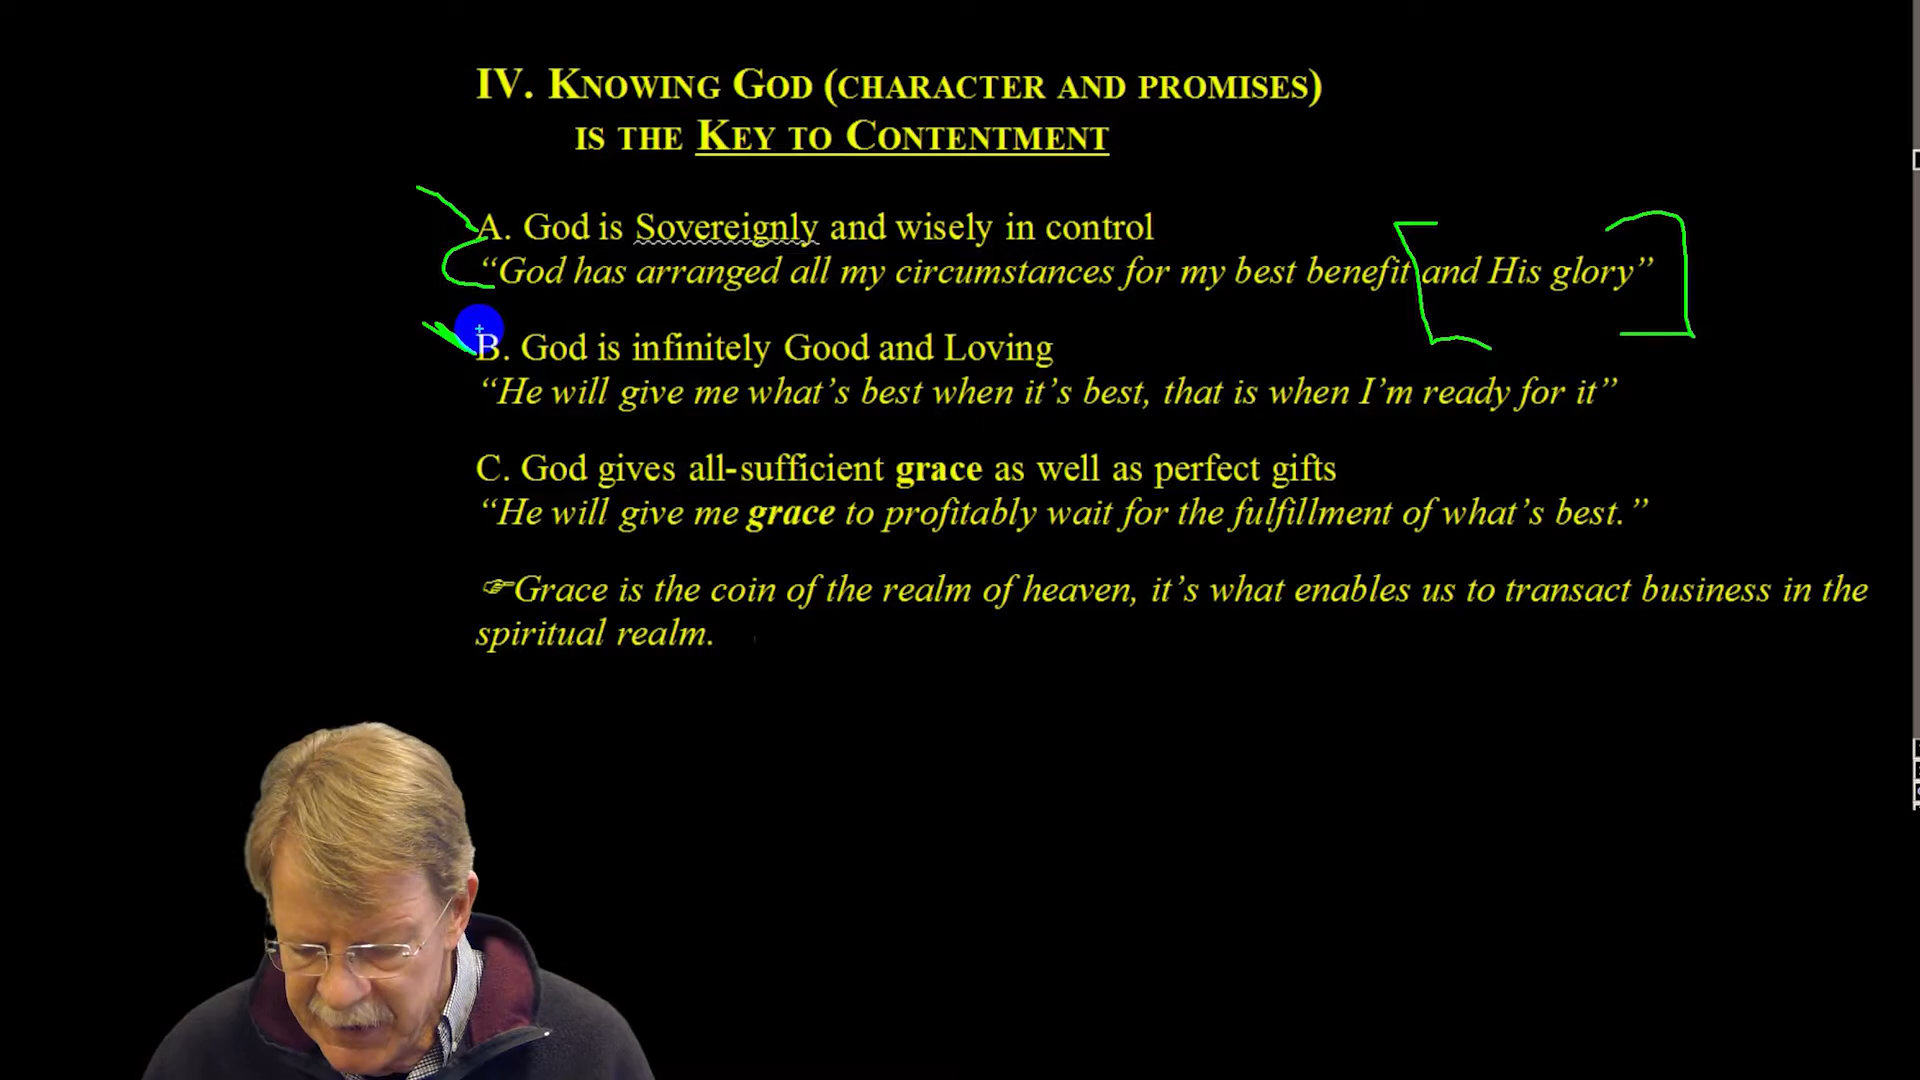 IV. KNOWING GOD (CHARACTER AND PROMISES)
IS THE KEY TO CONTENTMENT
A. God is Sovereignly and wisely in control
“God has arranged all my circumstances for my best benefit and His glory”
B. God is infinitely Good and Loving
“He will give me what’s best when it’s best, that is when I’m ready for it”
C. God gives all-sufficient grace as well as perfect gifts
“He will give me grace to profitably wait for the fulfillment of what’s best.”
☞Grace is the coin of the realm of heaven, it’s what enables us to transact business in the
spiritual realm.